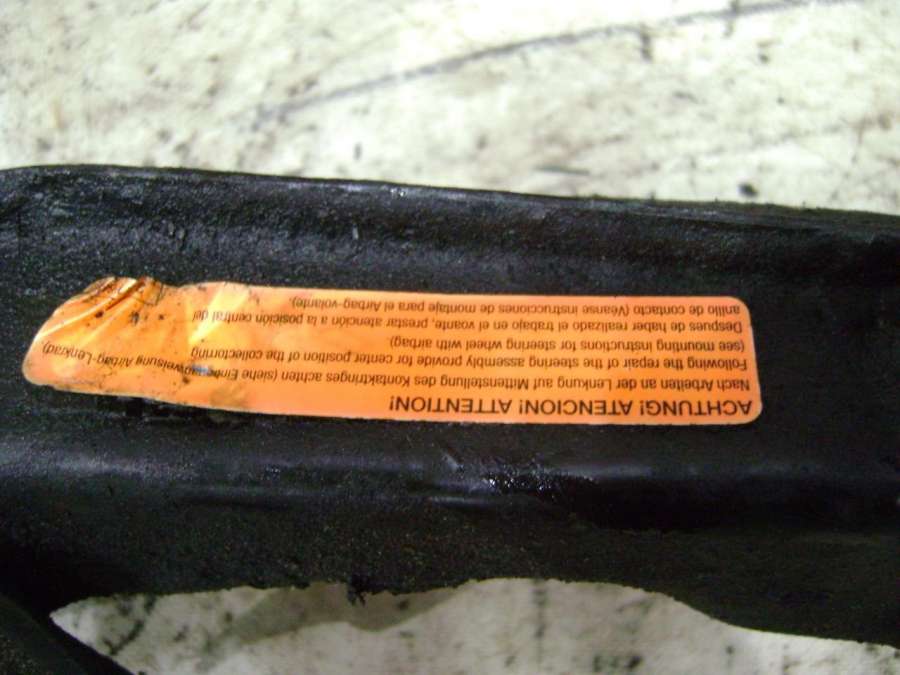 ACHTUNG! ATENCION! ATTENTION!
Nach Arbeiten an der Lenkung auf Mittenstellung des Kontaktringes achten (siehe Einbauanweisung Airbag-Lenkrad)
Following the repair of the steering assembly provide for center position of the collectorring
(see mounting instructions for steering wheel with airbag).
Despues de haber realizado el trabajo en el voante, prestar atención a la posición central del
anillo de contacto (Véanse instrucciones de montaje para el Airbag-volante).